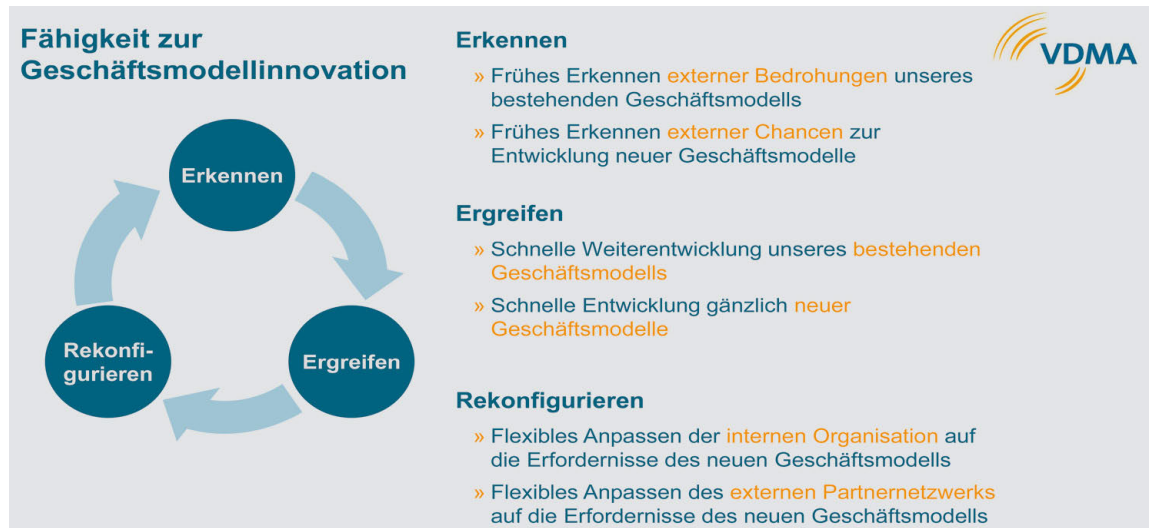 Fähigkeit zur
Geschäftsmodellinnovation
Erkennen
Ergreifen
Rekonfi-
gurieren
Erkennen
» Frühes Erkennen externer Bedrohungen unseres
bestehenden Geschäftsmodells
» Frühes Erkennen externer Chancen zur
Entwicklung neuer Geschäftsmodelle
Ergreifen
» Schnelle Weiterentwicklung unseres bestehenden
Geschäftsmodells
» Schnelle Entwicklung gänzlich neuer
Geschäftsmodelle
Rekonfigurieren
» Flexibles Anpassen der internen Organisation auf
die Erfordernisse des neuen Geschäftsmodells
» Flexibles Anpassen des externen Partnernetzwerks
auf die Erfordernisse des neuen Geschäftsmodells
VDMA